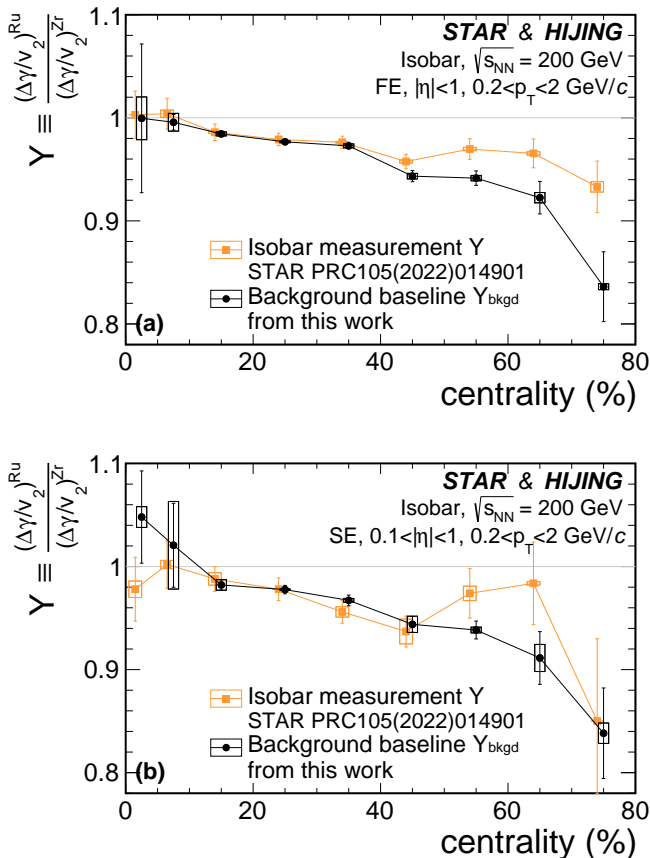 1.1
STAR & HIJING
Isobar, √sNN = 200 GeV
FE, |η|<1, 0.2<pT<2 GeV/c
Y ≡ (Δγ/v2)Ru / (Δγ/v2)Zr
1
0.9
Isobar measurement Y
STAR PRC105(2022)014901
Background baseline Ybkgd
from this work
(a)
0.8
0 20 40 60 80
centrality (%)
1.1
STAR & HIJING
Isobar, √sNN = 200 GeV
SE, 0.1<|η|<1, 0.2<pT<2 GeV/c
Y ≡ (Δγ/v2)Ru / (Δγ/v2)Zr
1
0.9
Isobar measurement Y
STAR PRC105(2022)014901
Background baseline Ybkgd
from this work
(b)
0.8
0 20 40 60 80
centrality (%)